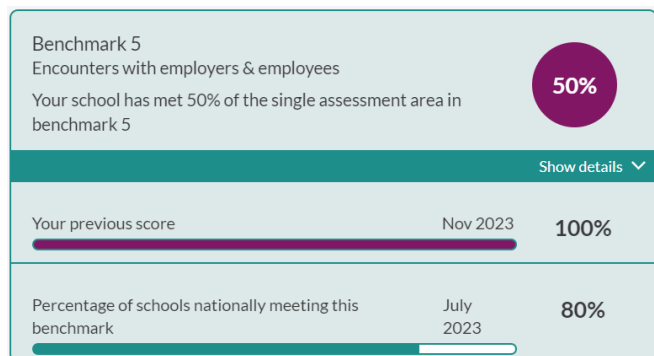 Benchmark 5
Encounters with employers & employees
Your school has met 50% of the single assessment area in
benchmark 5
50%
Show details
Your previous score
Nov 2023
100%
Percentage of schools nationally meeting this
benchmark
July
2023
80%